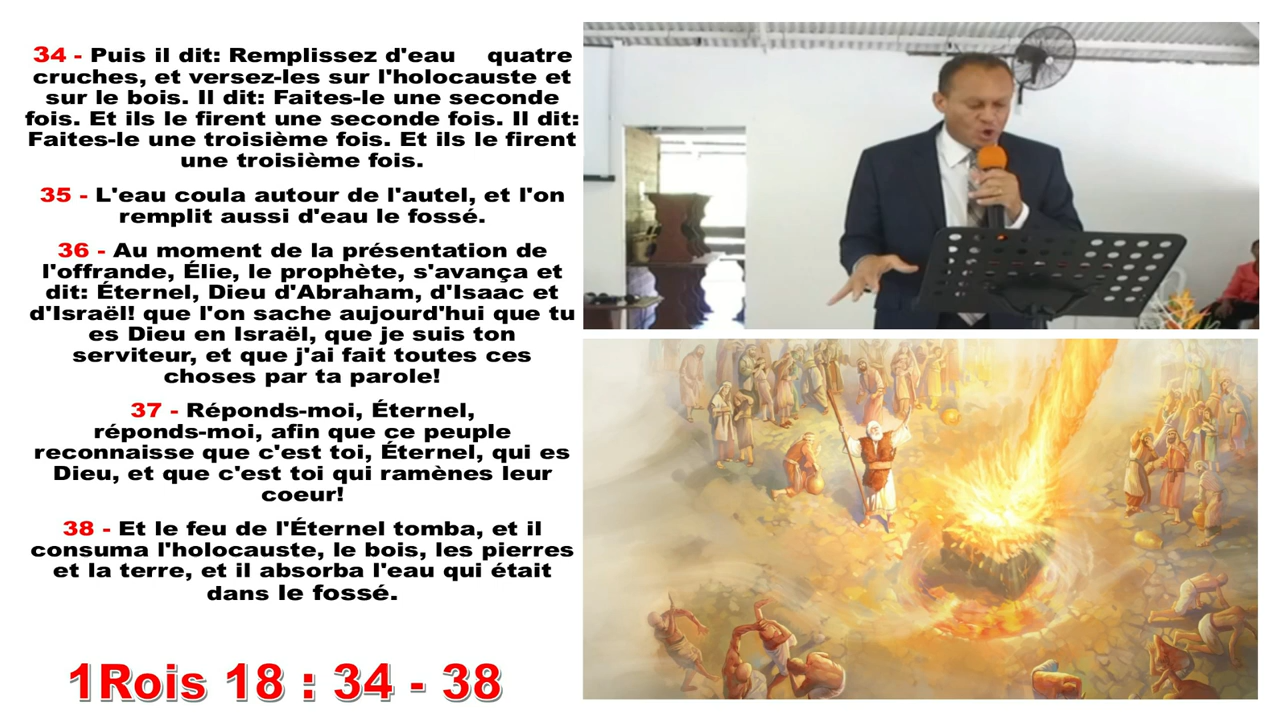 34 - Puis il dit: Remplissez d'eau quatre
cruches, et versez-les sur l'holocauste et
sur le bois. Il dit: Faites-le une seconde
fois. Et ils le firent une seconde fois. Il dit:
Faites-le une troisième fois. Et ils le firent
une troisième fois.
35 - L'eau coula autour de l'autel, et l'on
remplit aussi d'eau le fossé.
36 - Au moment de la présentation de
l'offrande, Élie, le prophète, s'avança et
dit: Éternel, Dieu d'Abraham, d'Isaac et
d'Israël! que l'on sache aujourd'hui que tu
es Dieu en Israël, que je suis ton
serviteur, et que j'ai fait toutes ces
choses par ta parole!
37 - Réponds-moi, Éternel,
réponds-moi, afin que ce peuple
reconnaisse que c'est toi, Éternel, qui es
Dieu, et que c'est toi qui ramènes leur
coeur!
38 - Et le feu de l'Éternel tomba, et il
consuma l'holocauste, le bois, les pierres
et la terre, et il absorba l'eau qui était
dans le fossé.
1Rois 18 : 34 - 38